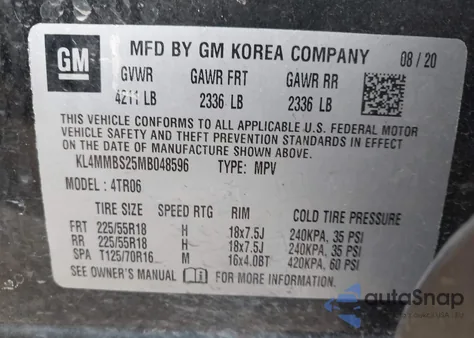 GM
MFD BY GM KOREA COMPANY 08 / 20
GVWR GAWR FRT GAWR RR
4211 LB 2336 LB 2336 LB
THIS VEHICLE CONFORMS TO ALL APPLICABLE U.S. FEDERAL MOTOR
VEHICLE SAFETY AND THEFT PREVENTION STANDARDS IN EFFECT
ON THE DATE OF MANUFACTURE SHOWN ABOVE.
KL4MMBS25MB048596 TYPE: MPV
MODEL : 4TR06
TIRE SIZE SPEED RTG RIM COLD TIRE PRESSURE
FRT 225/55R18 H 18x7.5J 240KPA, 35 PSI
RR 225/55R18 H 18x7.5J 240KPA, 35 PSI
SPA T125/70R16 M 16x4.0BT 420KPA, 60 PSI
SEE OWNER'S MANUAL FOR MORE INFORMATION
autoSnap